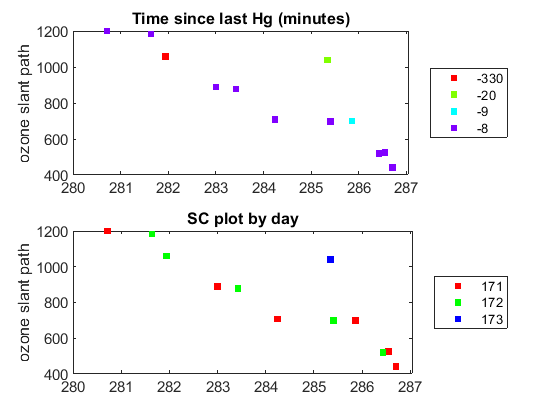 Time since last Hg (minutes)
1200
1000
800
600
400
ozone slant path
280 281 282 283 284 285 286 287
-330
-20
-9
-8
SC plot by day
1200
1000
800
600
400
ozone slant path
280 281 282 283 284 285 286 287
171
172
173